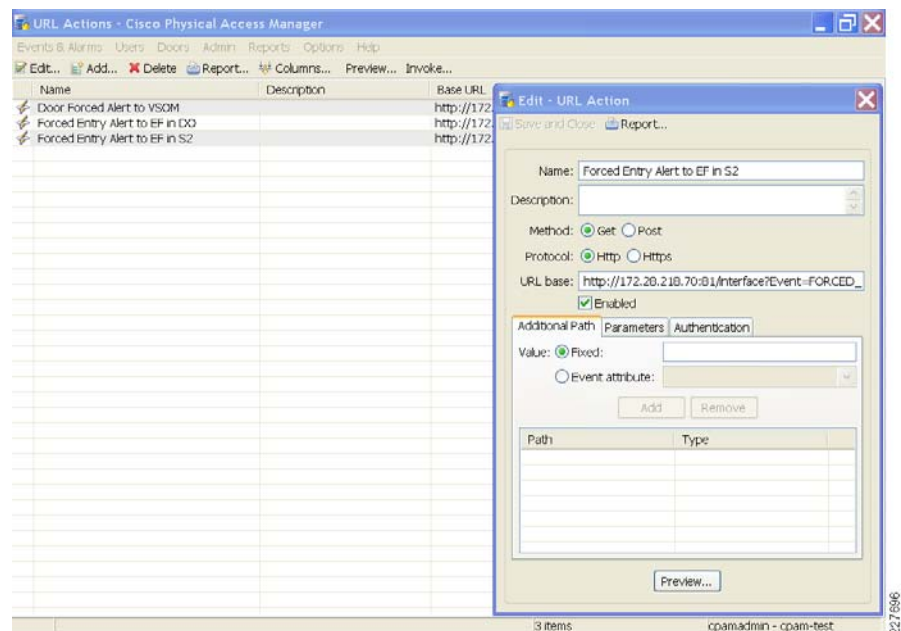 URL Actions - Cisco Physical Access Manager
Events & Alarms Users Doors Admin Reports Options Help
Edit... Add... Delete Report... Columns... Preview... Invoke...
Name Description Base URL
Door Forced Alert to VSOM http://172.
Forced Entry Alert to EF in DO http://172.
Forced Entry Alert to EF in S2 http://172.
Edit - URL Action
Save and Close Report...
Name: Forced Entry Alert to EF in S2
Description:
Method: Get Post
Protocol: Http Https
URL base: http://172.28.218.70:81/Interface?Event=FORCED_
Enabled
Additional Path Parameters Authentication
Value: Fixed:
Event attribute:
Add Remove
Path Type
Preview...
3 items cpamadmin - cpam-test
227696